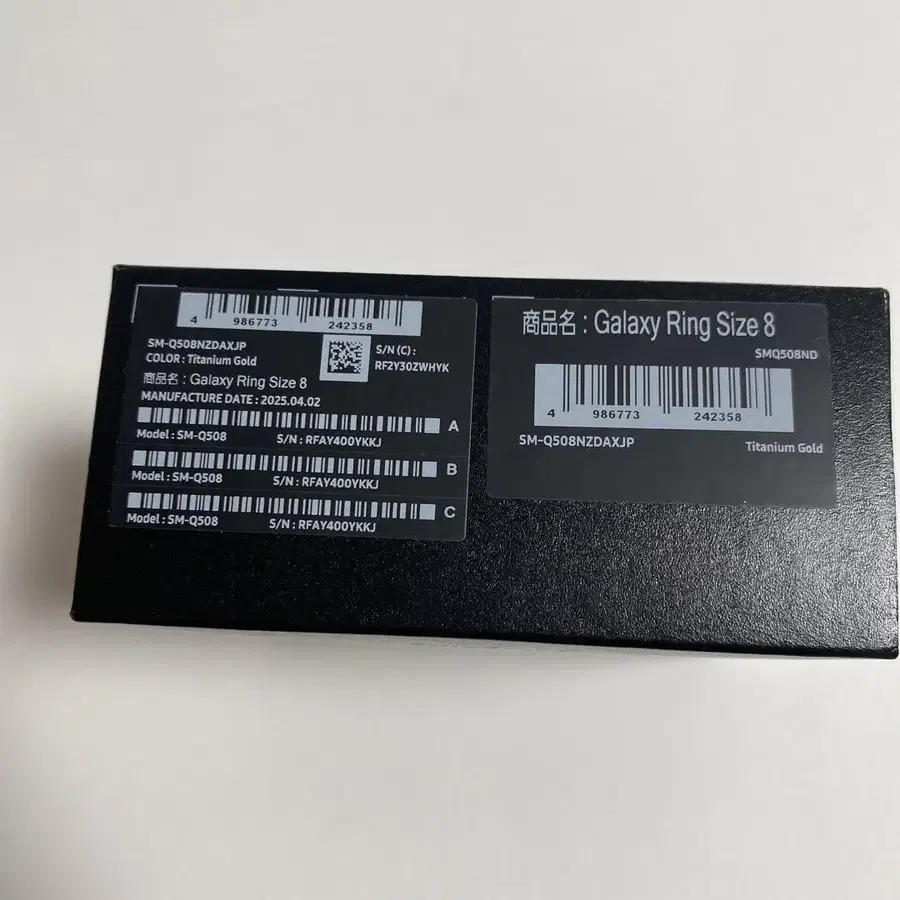 4 986773 242358
SM-Q508NZDAXJP
COLOR : Titanium Gold
S/N (C) :
RF2Y30ZWHYK
商品名 : Galaxy Ring Size 8
MANUFACTURE DATE : 2025.04.02
A
Model : SM-Q508 S/N : RFAY400YKKJ
B
Model : SM-Q508 S/N : RFAY400YKKJ
C
Model : SM-Q508 S/N : RFAY400YKKJ
商品名 : Galaxy Ring Size 8
SMQ508ND
4 986773 242358
SM-Q508NZDAXJP Titanium Gold